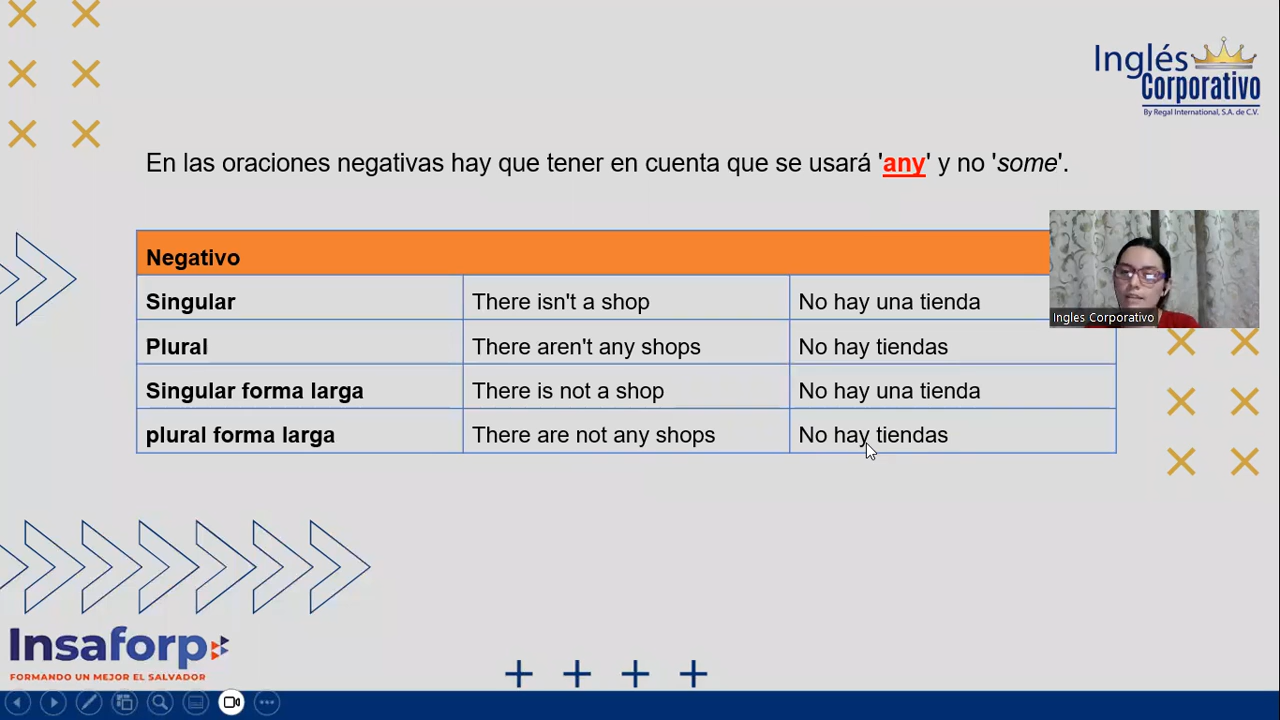 Inglés
Corporativo
By Regal International, S.A. de C.V.
En las oraciones negativas hay que tener en cuenta que se usará 'any' y no 'some'.
Negativo
Singular There isn't a shop No hay una tienda
Plural There aren't any shops No hay tiendas
Singular forma larga There is not a shop No hay una tienda
plural forma larga There are not any shops No hay tiendas
Ingles Corporativo
Insaforp
FORMANDO UN MEJOR EL SALVADOR